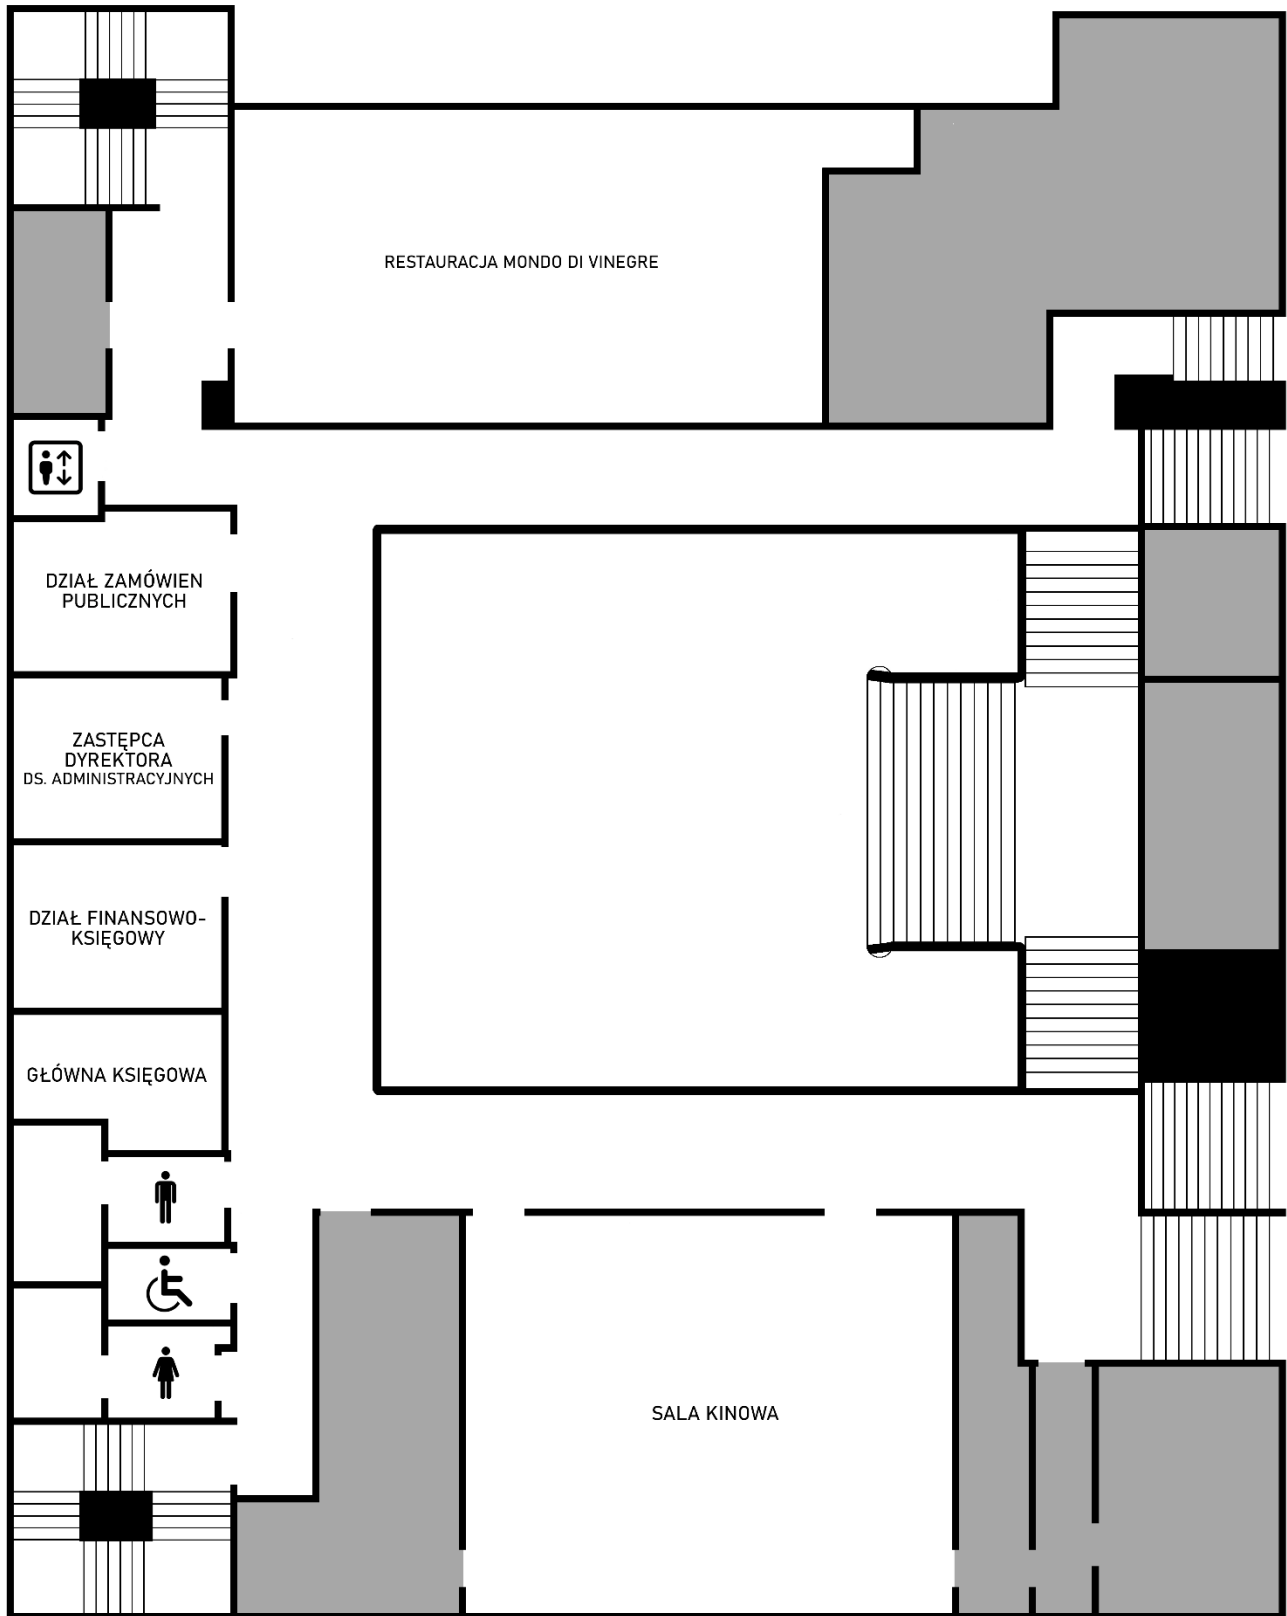 RESTAURACJA MONDO DI VINEGRE
DZIAŁ ZAMÓWIEN
PUBLICZNYCH
ZASTĘPCA
DYREKTORA
DS. ADMINISTRACYJNYCH
DZIAŁ FINANSOWO-
KSIĘGOWY
GŁÓWNA KSIĘGOWA
SALA KINOWA